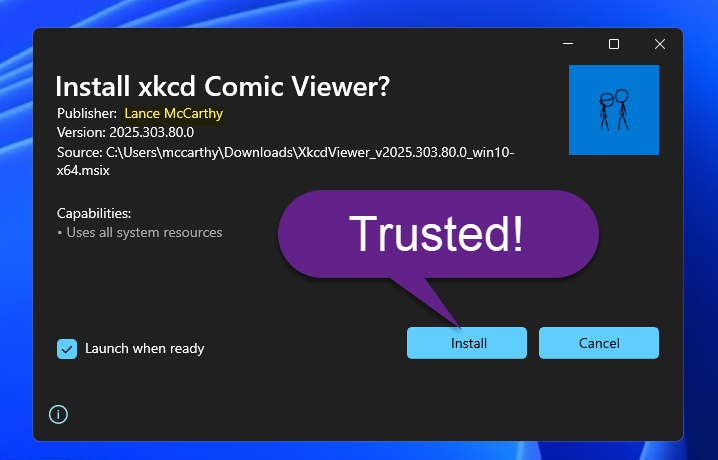 Install xkcd Comic Viewer?
Publisher: Lance McCarthy
Version: 2025.303.80.0
Source: C:\Users\mccarthy\Downloads\XkcdViewer_v2025.303.80.0_win10-
x64.msix
Capabilities:
• Uses all system resources
Trusted!
Launch when ready
Install
Cancel